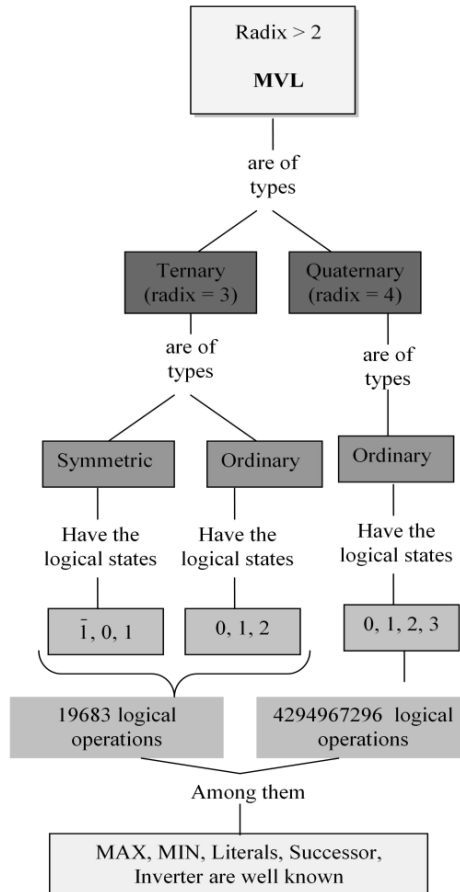 Radix > 2
MVL
are of
types
Ternary
(radix = 3)
Quaternary
(radix = 4)
are of
types
are of
types
Symmetric
Ordinary
Ordinary
Have the
logical states
Have the
logical states
Have the
logical states
1̄, 0, 1
0, 1, 2
0, 1, 2, 3
19683 logical
operations
4294967296 logical
operations
Among them
MAX, MIN, Literals, Successor,
Inverter are well known